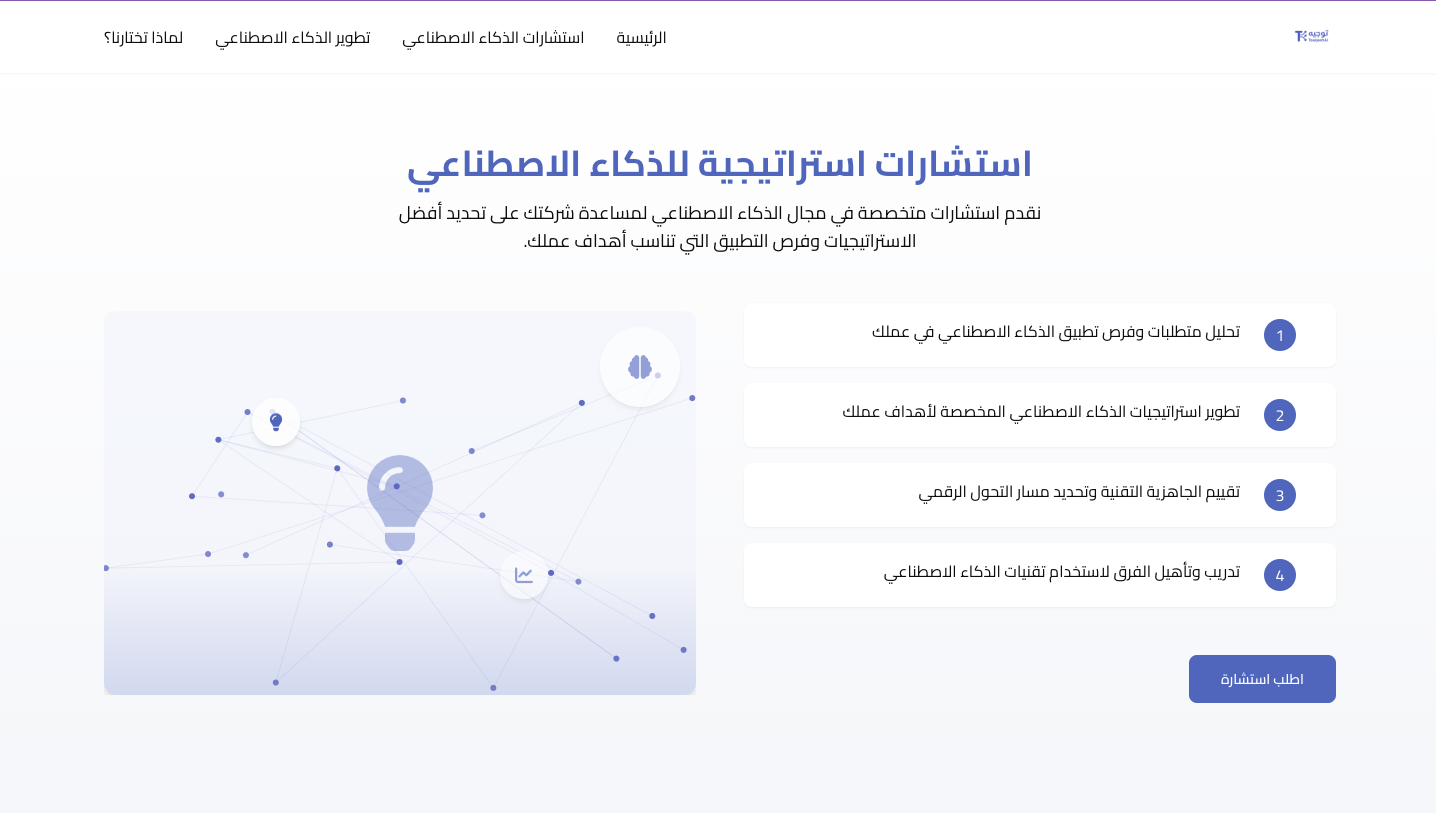 توجيه
الرئيسية
استشارات الذكاء الاصطناعي
تطوير الذكاء الاصطناعي
لماذا تختارنا؟
استشارات استراتيجية للذكاء الاصطناعي
نقدم استشارات متخصصة في مجال الذكاء الاصطناعي لمساعدة شركتك على تحديد أفضل
الاستراتيجيات وفرص التطبيق التي تناسب أهداف عملك.
1 تحليل متطلبات وفرص تطبيق الذكاء الاصطناعي في عملك
2 تطوير استراتيجيات الذكاء الاصطناعي المخصصة لأهداف عملك
3 تقييم الجاهزية التقنية وتحديد مسار التحول الرقمي
4 تدريب وتأهيل الفرق لاستخدام تقنيات الذكاء الاصطناعي
اطلب استشارة